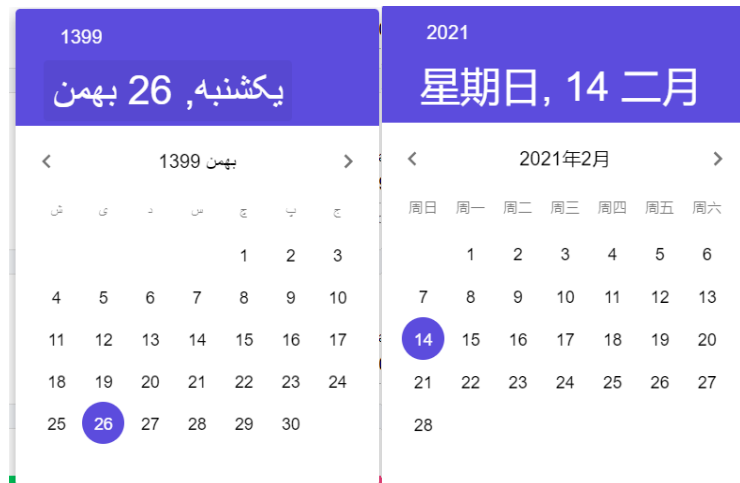 1399
یکشنبه, 26 بهمن
بهمن 1399
ش ی د س چ پ ج
1 2 3
4 5 6 7 8 9 10
11 12 13 14 15 16 17
18 19 20 21 22 23 24
25 26 27 28 29 30
2021
星期日, 14 二月
2021年2月
周日 周一 周二 周三 周四 周五 周六
1 2 3 4 5 6
7 8 9 10 11 12 13
14 15 16 17 18 19 20
21 22 23 24 25 26 27
28